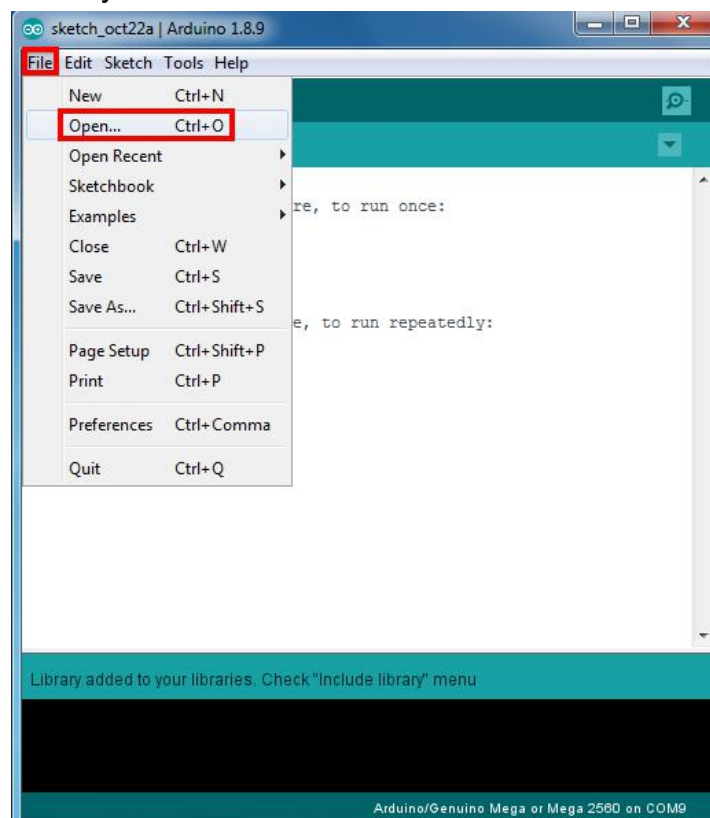 sketch_oct22a | Arduino 1.8.9
File Edit Sketch Tools Help
New Ctrl+N
Open... Ctrl+O
Open Recent
Sketchbook
Examples
re, to run once:
Close Ctrl+W
Save Ctrl+S
Save As... Ctrl+Shift+S
e, to run repeatedly:
Page Setup Ctrl+Shift+P
Print Ctrl+P
Preferences Ctrl+Comma
Quit Ctrl+Q
Library added to your libraries. Check "Include library" menu
Arduino/Genuino Mega or Mega 2560 on COM9